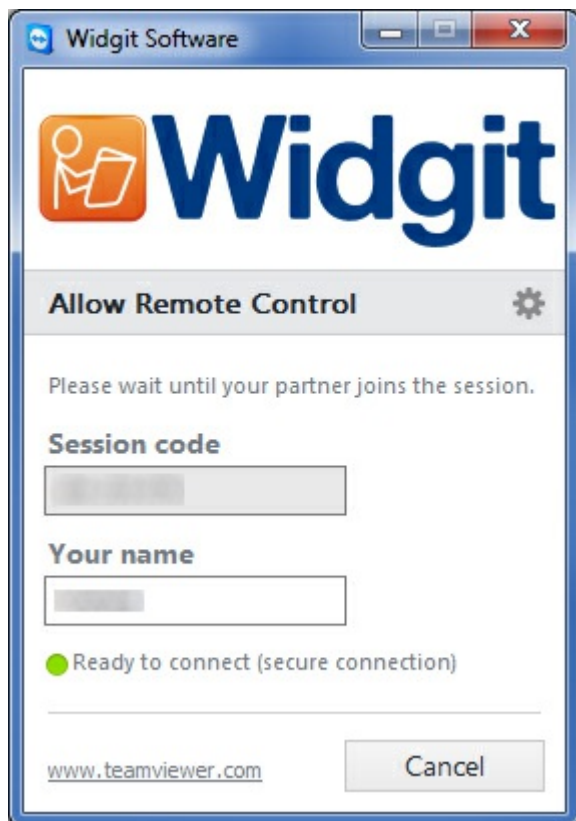 Widgit Software
Widgit
Allow Remote Control
Please wait until your partner joins the session.
Session code
Your name
Ready to connect (secure connection)
www.teamviewer.com
Cancel